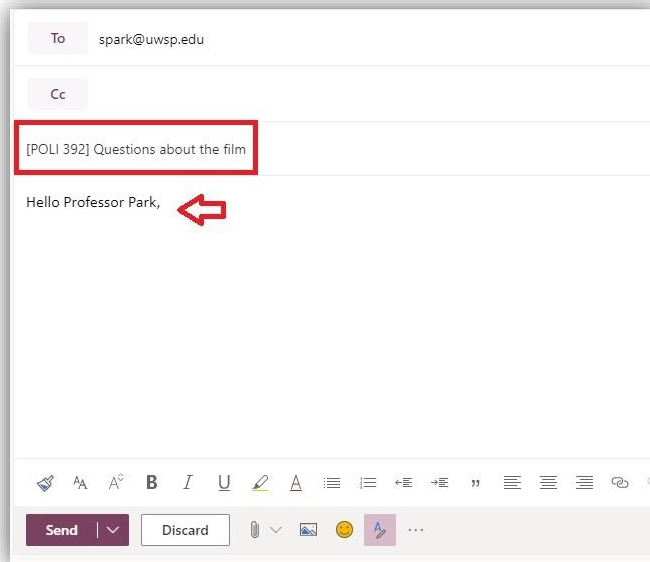 To spark@uwsp.edu
Cc
[POLI 392] Questions about the film
Hello Professor Park,
Send Discard